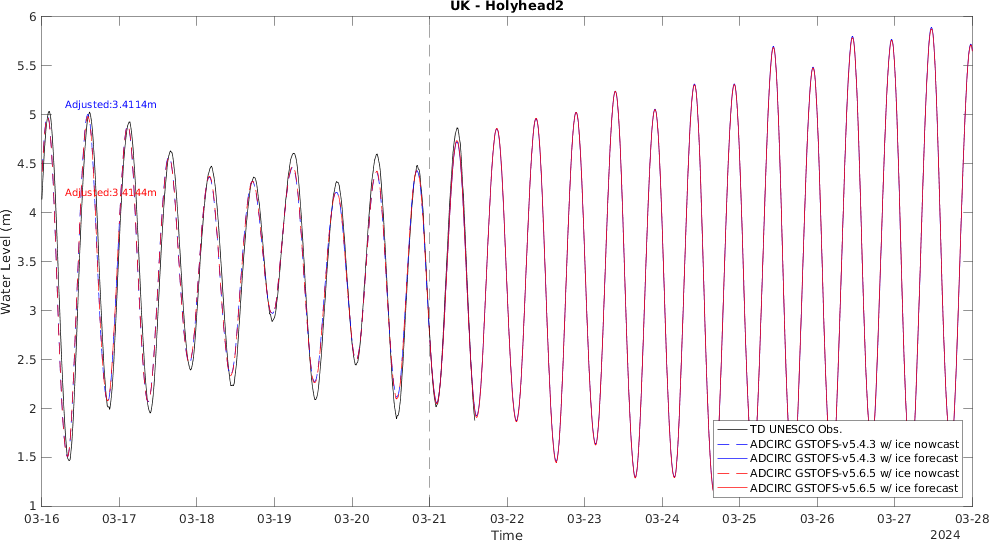 UK - Holyhead2
6
5.5
5
4.5
4
3.5
3
2.5
2
1.5
1
Water Level (m)
Adjusted:3.4114m
Adjusted:3.4144m
TD UNESCO Obs.
ADCIRC GSTOFS-v5.4.3 w/ ice nowcast
ADCIRC GSTOFS-v5.4.3 w/ ice forecast
ADCIRC GSTOFS-v5.6.5 w/ ice nowcast
ADCIRC GSTOFS-v5.6.5 w/ ice forecast
03-16 03-17 03-18 03-19 03-20 03-21 03-22 03-23 03-24 03-25 03-26 03-27 03-28
Time
2024